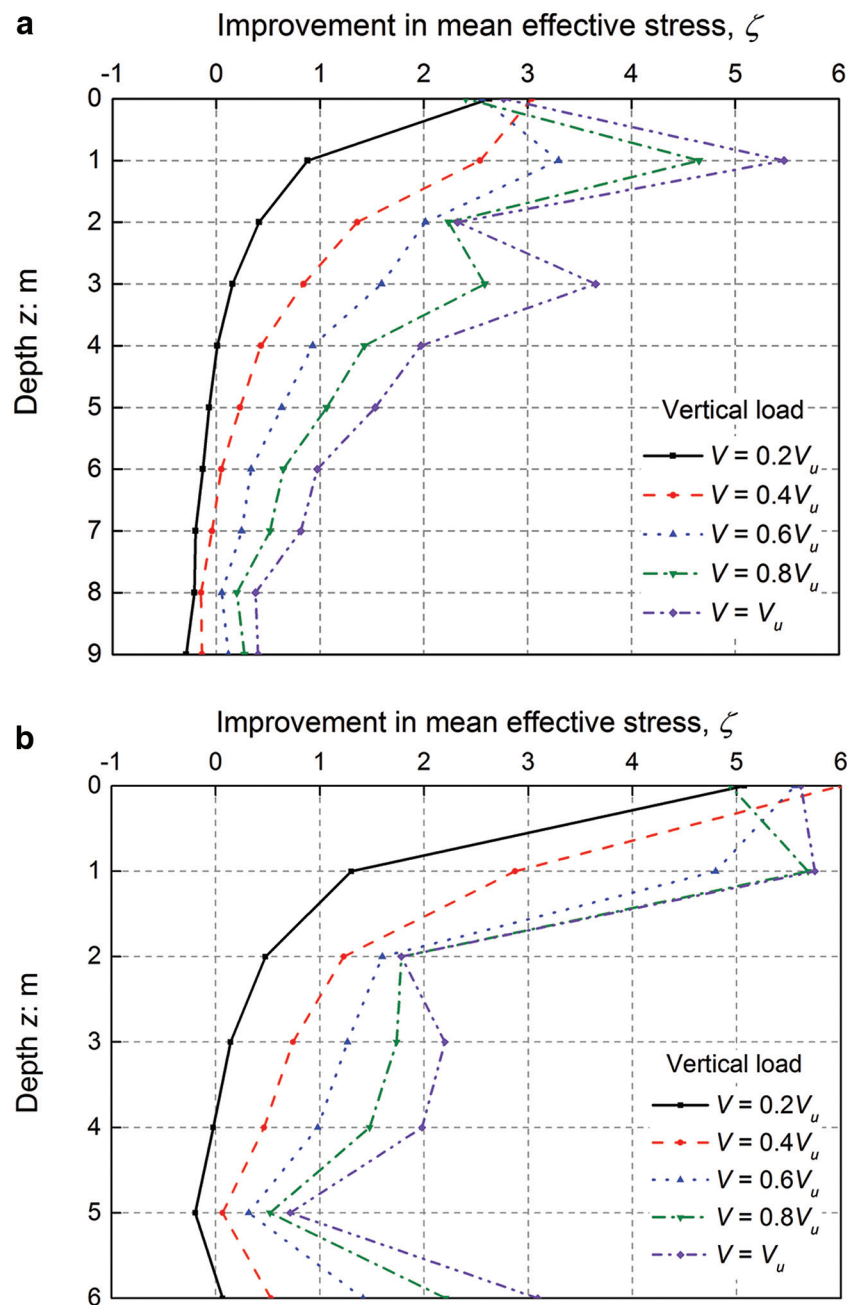 a
Improvement in mean effective stress, ζ
-1 0 1 2 3 4 5 6
Depth z: m
0
1
2
3
4
5
6
7
8
9
Vertical load
V = 0.2Vu
V = 0.4Vu
V = 0.6Vu
V = 0.8Vu
V = Vu
b
Improvement in mean effective stress, ζ
-1 0 1 2 3 4 5 6
Depth z: m
0
1
2
3
4
5
6
Vertical load
V = 0.2Vu
V = 0.4Vu
V = 0.6Vu
V = 0.8Vu
V = Vu